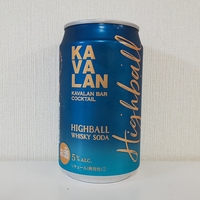 KA
VA
LAN
KAVALAN BAR
COCKTAIL
HIGHBALL
WHISKY SODA
5%ALC.
Highball